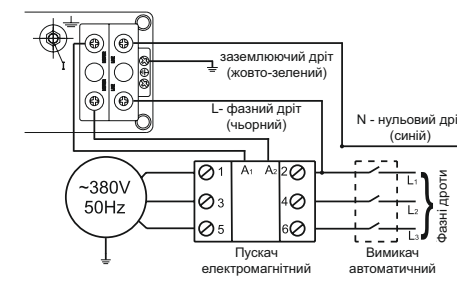 заземлюючий дріт
(жовто-зелений)
L- фазний дріт
(чорний)
N - нульовий дрі
(синій)
1
A1
A2
2
L1
~380V
50Hz
3
4
L2
5
6
L3
Фазні дроти
Пускач
електромагнітний
Вимикач
автоматичний